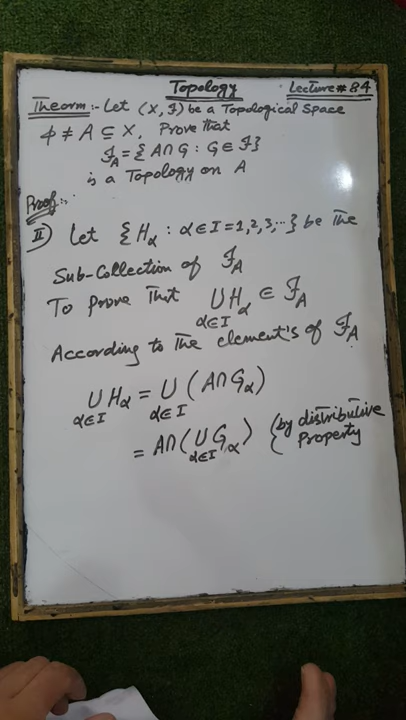 Topology Lecture # 84
Theorm :- Let (X, ℑ) be a Topological Space
ϕ ≠ A ⊆ X, Prove that
ℑ_A = { A∩G : G ∈ ℑ }
is a Topology on A
Proof :-
II) Let { H_α : α ∈ I = 1,2,3,... } be the
Sub-Collection of ℑ_A
To prove that ∪_{α∈I} H_α ∈ ℑ_A
According to the element's of ℑ_A
∪_{α∈I} H_α = ∪_{α∈I} (A∩G_α)
= A∩(∪_{α∈I} G_α) (by distributive
Property